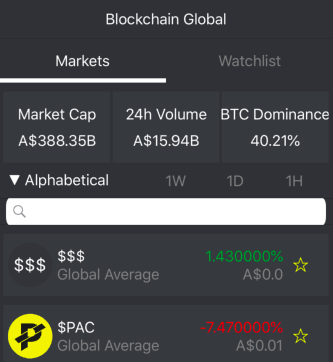 Blockchain Global
Markets Watchlist
Market Cap 24h Volume BTC Dominance
A$388.35B A$15.94B 40.21%
▼ Alphabetical 1W 1D 1H
$$$ $$$ 1.430000% ☆
Global Average A$0.0
$PAC -7.470000% ☆
Global Average A$0.01